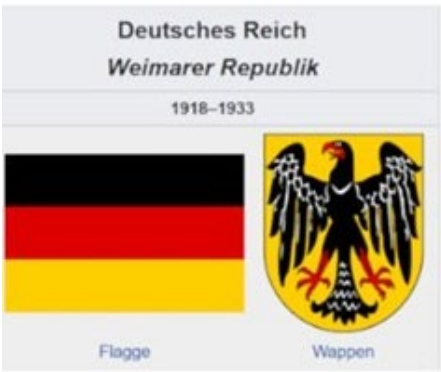 Deutsches Reich
Weimarer Republik
1918–1933
Flagge
Wappen